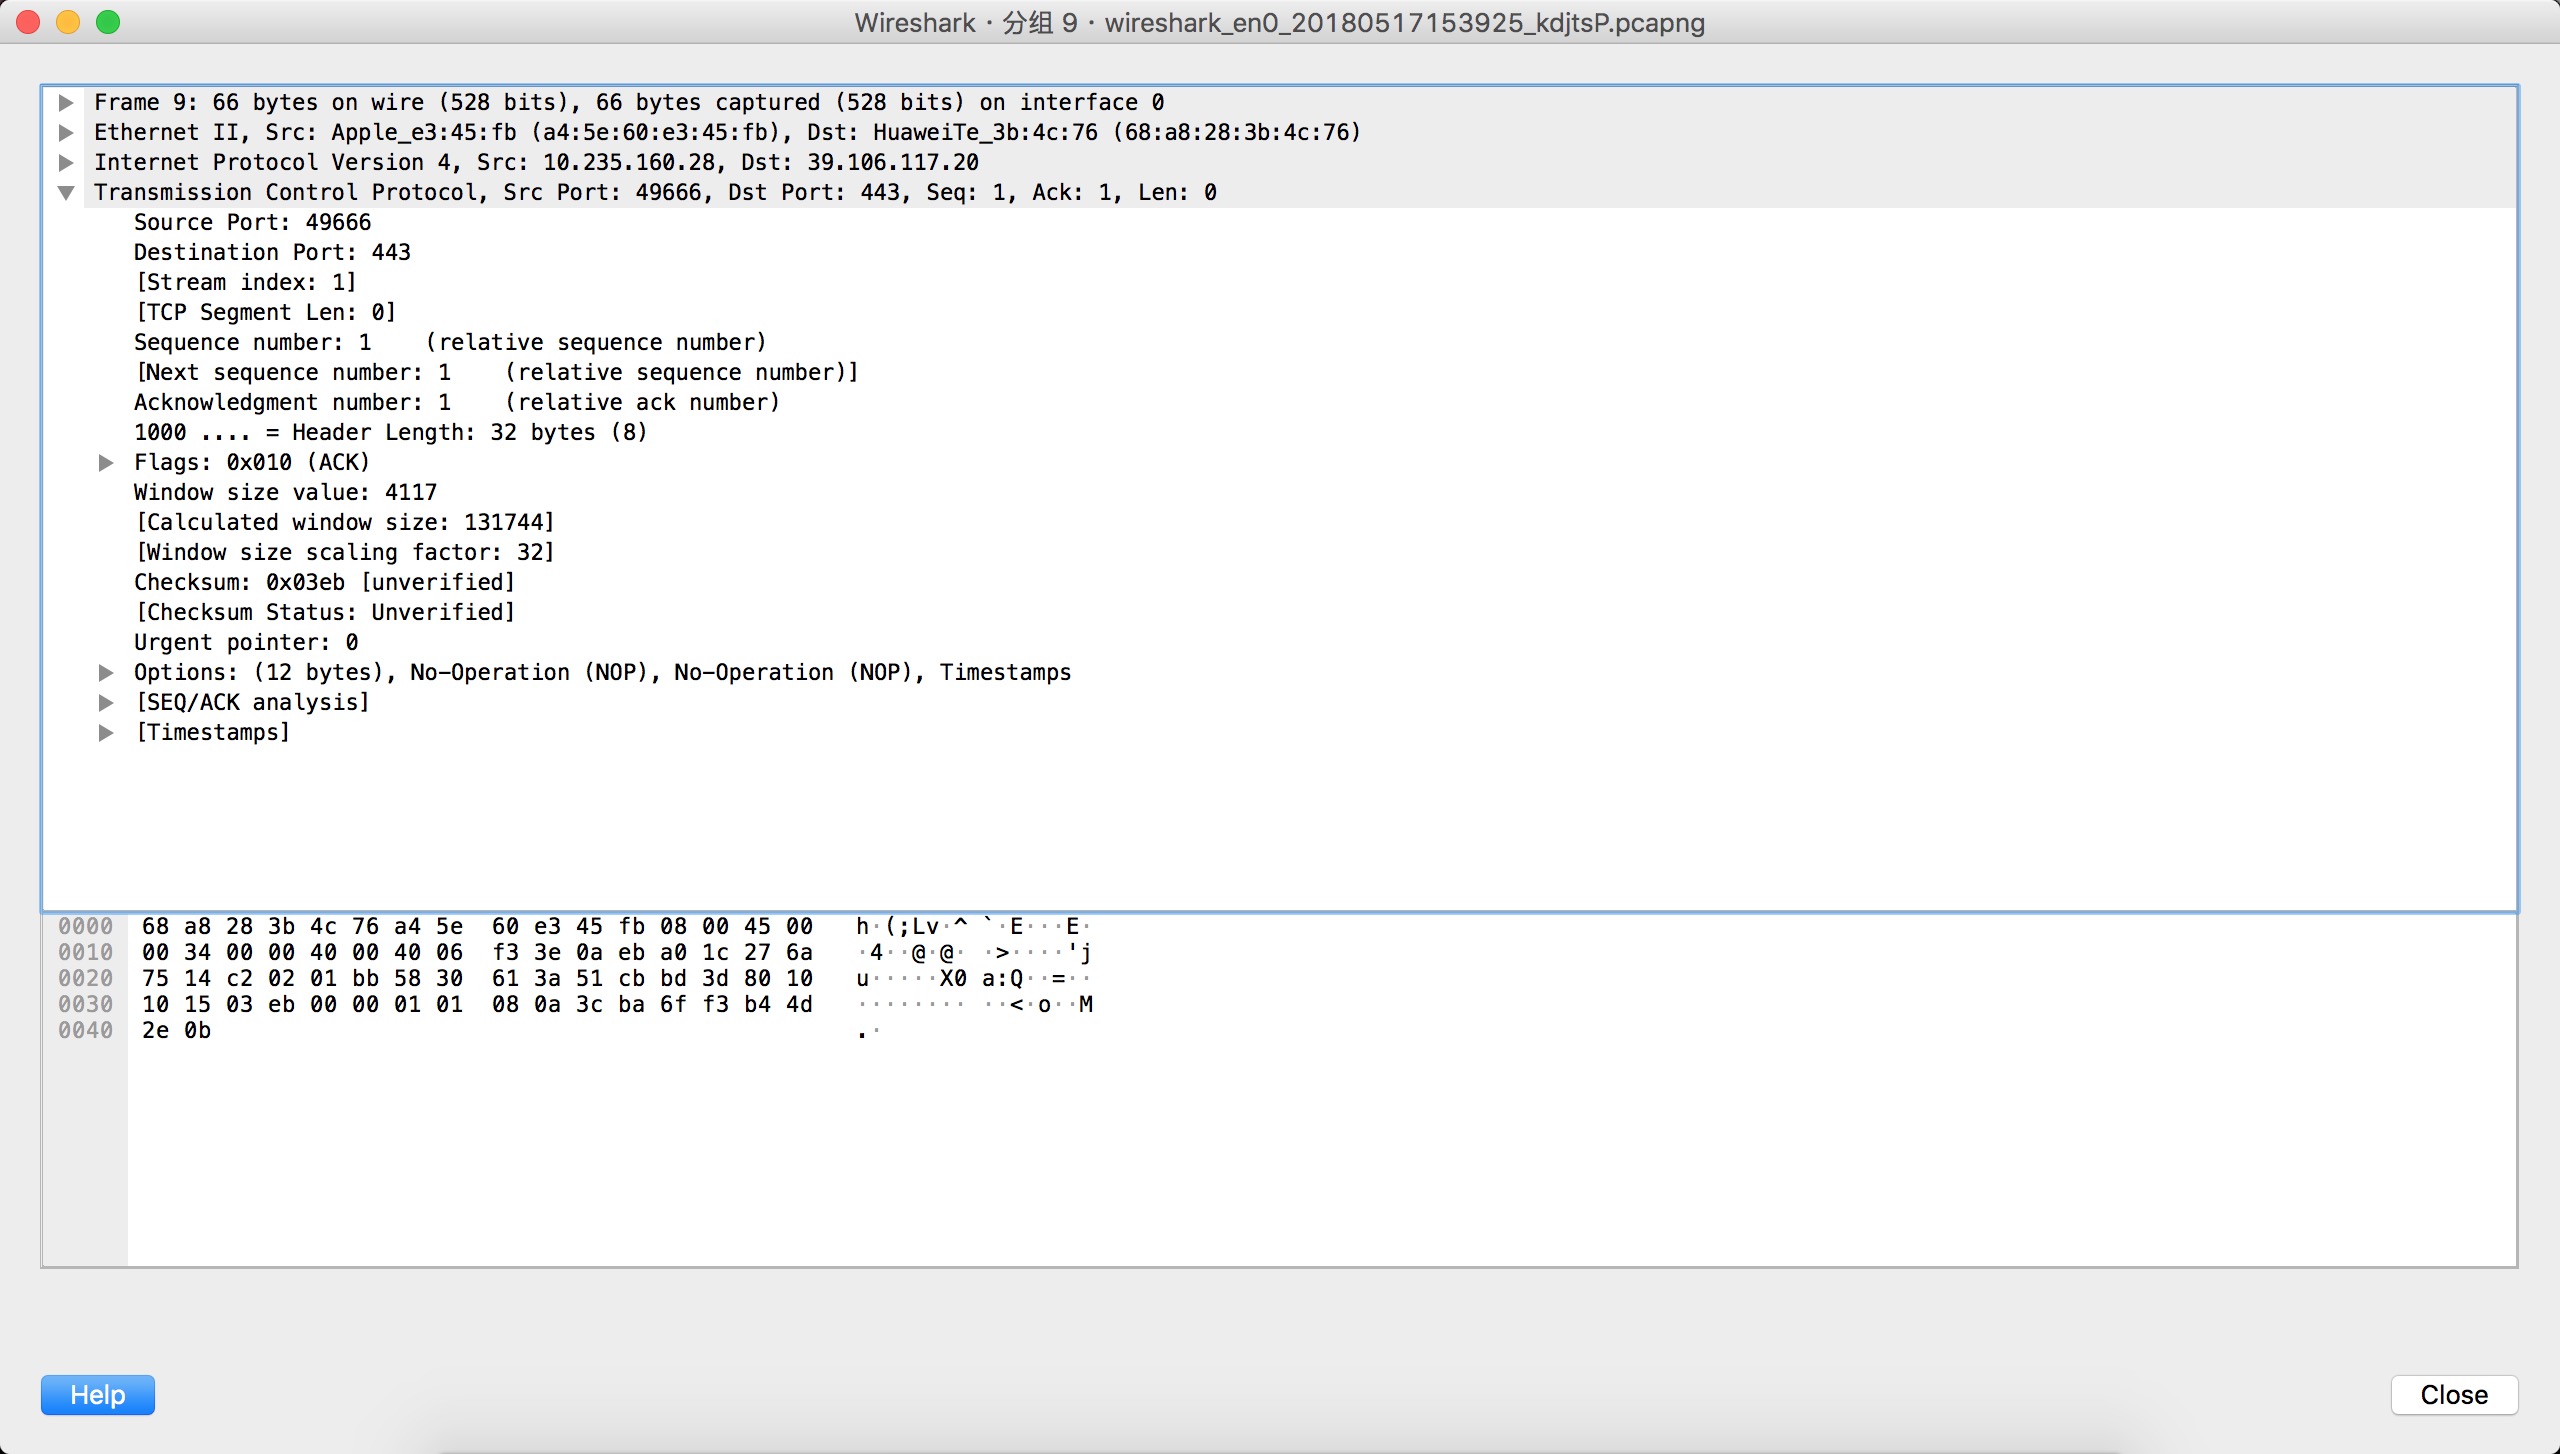 Wireshark · 分组 9 · wireshark_en0_20180517153925_kdjtsP.pcapng
Frame 9: 66 bytes on wire (528 bits), 66 bytes captured (528 bits) on interface 0
Ethernet II, Src: Apple_e3:45:fb (a4:5e:60:e3:45:fb), Dst: HuaweiTe_3b:4c:76 (68:a8:28:3b:4c:76)
Internet Protocol Version 4, Src: 10.235.160.28, Dst: 39.106.117.20
Transmission Control Protocol, Src Port: 49666, Dst Port: 443, Seq: 1, Ack: 1, Len: 0
Source Port: 49666
Destination Port: 443
[Stream index: 1]
[TCP Segment Len: 0]
Sequence number: 1    (relative sequence number)
[Next sequence number: 1    (relative sequence number)]
Acknowledgment number: 1    (relative ack number)
1000 .... = Header Length: 32 bytes (8)
Flags: 0x010 (ACK)
Window size value: 4117
[Calculated window size: 131744]
[Window size scaling factor: 32]
Checksum: 0x03eb [unverified]
[Checksum Status: Unverified]
Urgent pointer: 0
Options: (12 bytes), No-Operation (NOP), No-Operation (NOP), Timestamps
[SEQ/ACK analysis]
[Timestamps]
0000 68 a8 28 3b 4c 76 a4 5e  60 e3 45 fb 08 00 45 00   h·(;Lv·^ `·E···E·
0010 00 34 00 00 40 00 40 06  f3 3e 0a eb a0 1c 27 6a   ·4··@·@· ·>····'j
0020 75 14 c2 02 01 bb 58 30  61 3a 51 cb bd 3d 80 10   u·····X0 a:Q··=··
0030 10 15 03 eb 00 00 01 01  08 0a 3c ba 6f f3 b4 4d   ········ ··<·o··M
0040 2e 0b   .·
Help
Close